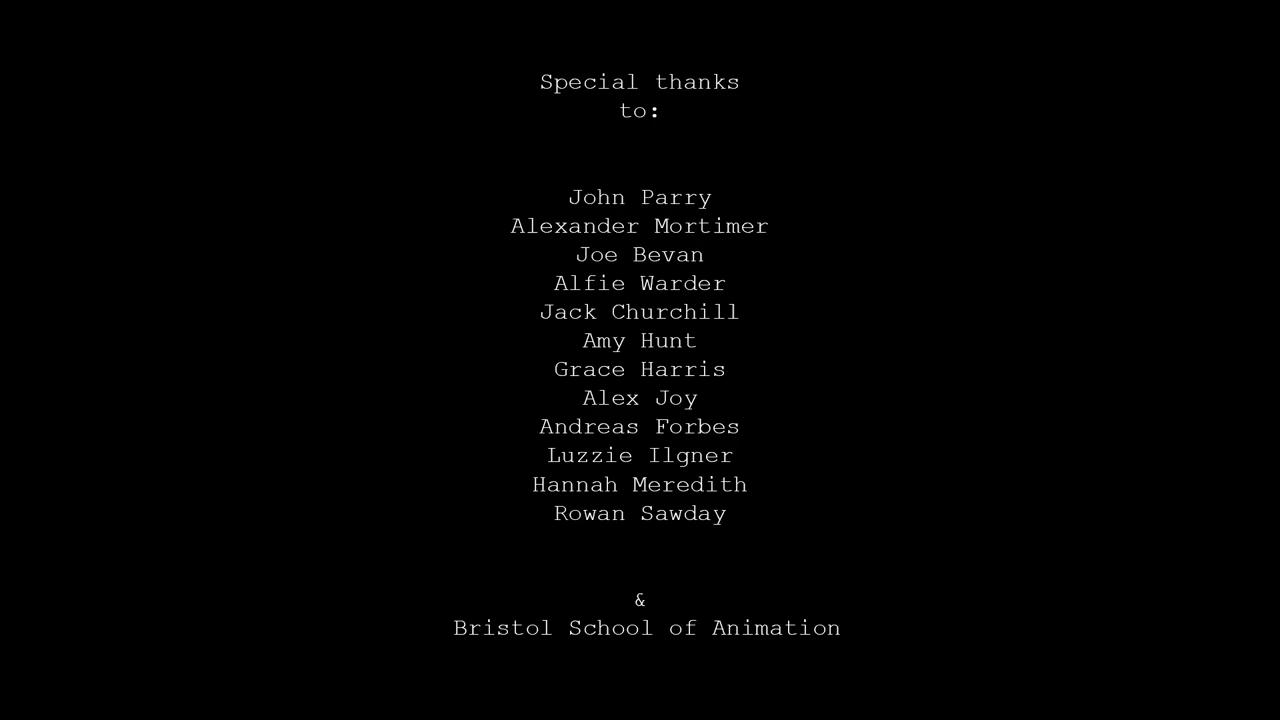 Special thanks
to:
John Parry
Alexander Mortimer
Joe Bevan
Alfie Warder
Jack Churchill
Amy Hunt
Grace Harris
Alex Joy
Andreas Forbes
Luzzie Ilgner
Hannah Meredith
Rowan Sawday
&
Bristol School of Animation